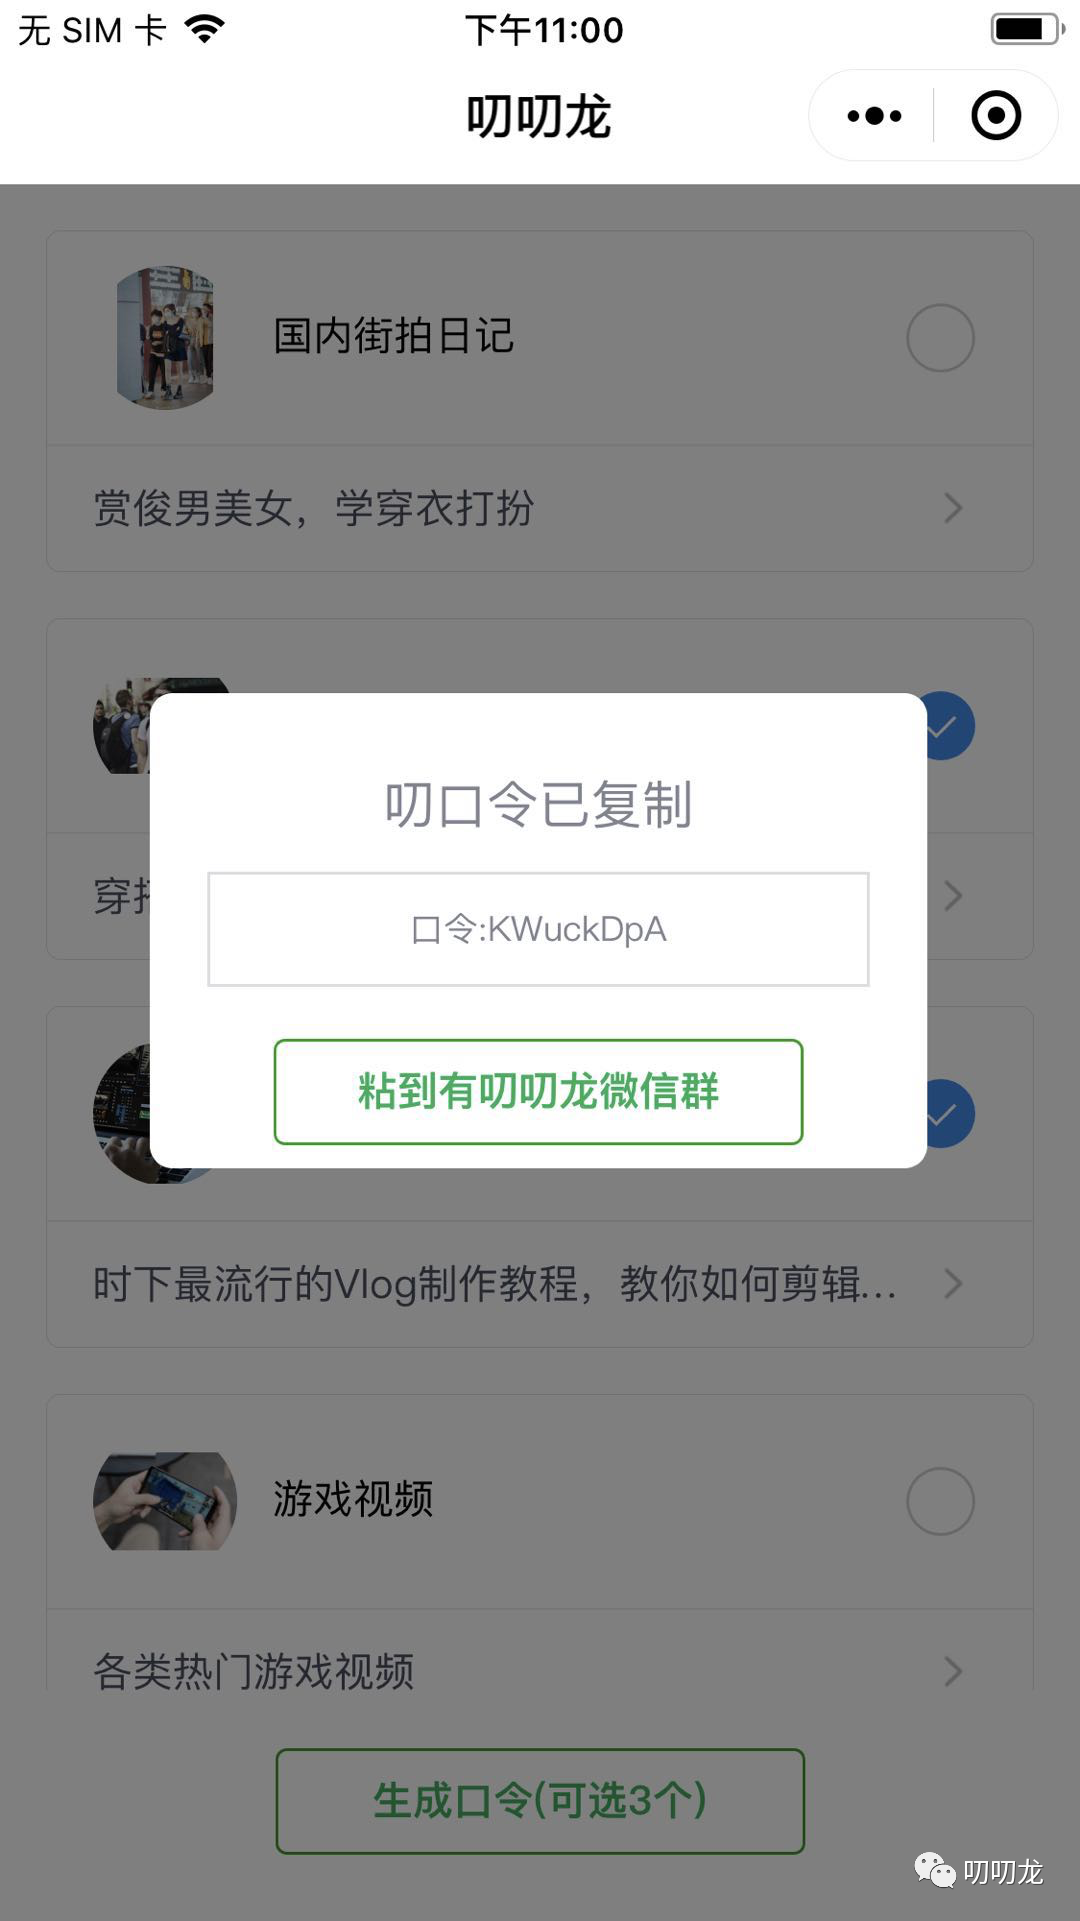 无 SIM 卡
下午11:00
叨叨龙
国内街拍日记
赏俊男美女，学穿衣打扮
叨口令已复制
穿
口令:KWuckDpA
粘到有叨叨龙微信群
时下最流行的Vlog制作教程，教你如何剪辑...
游戏视频
各类热门游戏视频
生成口令(可选3个)
叨叨龙